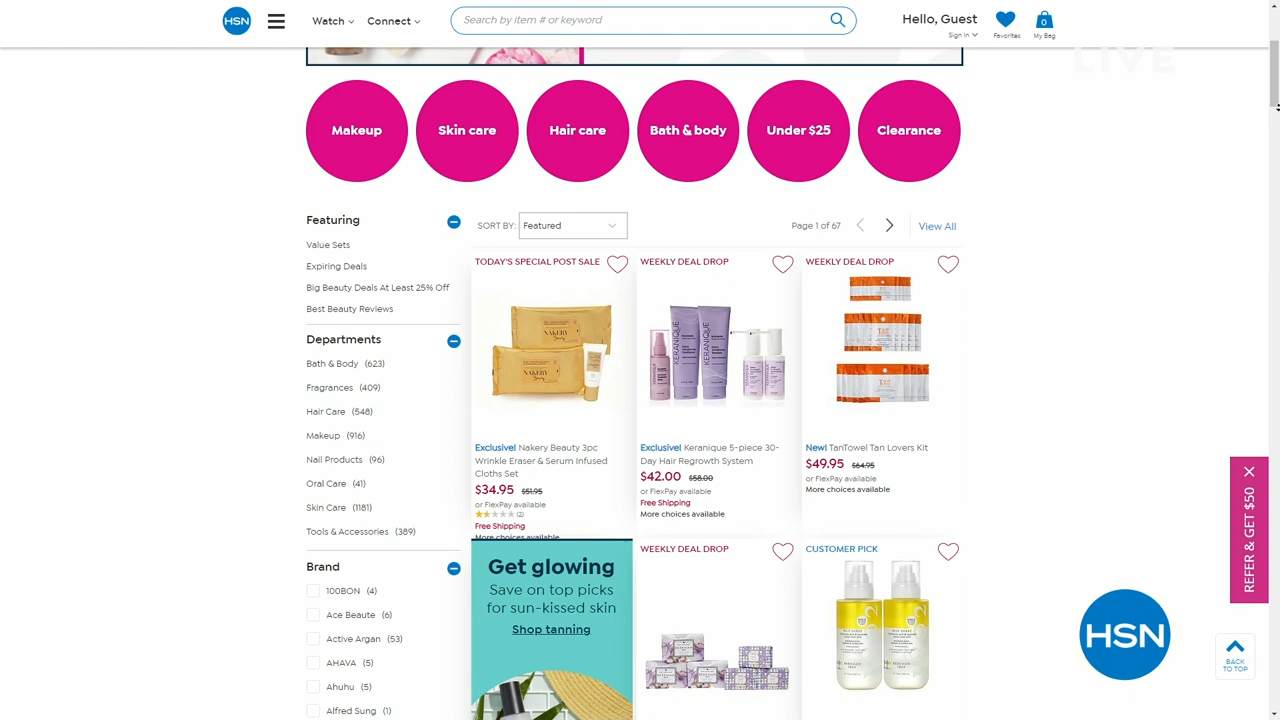 HSN
Watch
Connect
Search by item # or keyword
Hello, Guest
Sign In
Favorites
0
My Bag
LIVE
Makeup
Skin care
Hair care
Bath & body
Under $25
Clearance
Featuring
Value Sets
Expiring Deals
Big Beauty Deals At Least 25% Off
Best Beauty Reviews
Departments
Bath & Body (623)
Fragrances (409)
Hair Care (548)
Makeup (916)
Nail Products (96)
Oral Care (41)
Skin Care (1181)
Tools & Accessories (389)
Brand
100BON (4)
Ace Beaute (6)
Active Argan (53)
AHAVA (5)
Ahuhu (5)
Alfred Sung (1)
SORT BY: Featured
Page 1 of 67
View All
TODAY'S SPECIAL POST SALE
NAKERY
NAKERY
Exclusive! Nakery Beauty 3pc
Wrinkle Eraser & Serum Infused
Cloths Set
$34.95 $51.95
or FlexPay available
(2)
Free Shipping
More choices available
WEEKLY DEAL DROP
KERANIQUE
KERANIQUE
Exclusive! Keranique 5-piece 30-
Day Hair Regrowth System
$42.00 $58.00
or FlexPay available
Free Shipping
More choices available
WEEKLY DEAL DROP
New! TanTowel Tan Lovers Kit
$49.95 $64.95
or FlexPay available
More choices available
Get glowing
Save on top picks
for sun-kissed skin
Shop tanning
WEEKLY DEAL DROP
CUSTOMER PICK
REFER & GET $50
HSN
BACK
TO TOP